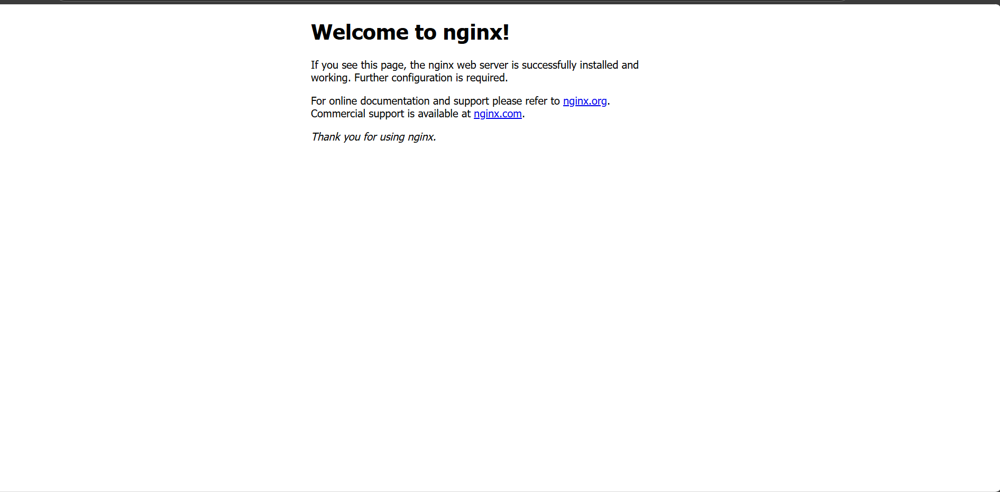 Welcome to nginx!
If you see this page, the nginx web server is successfully installed and
working. Further configuration is required.
For online documentation and support please refer to nginx.org.
Commercial support is available at nginx.com.
Thank you for using nginx.